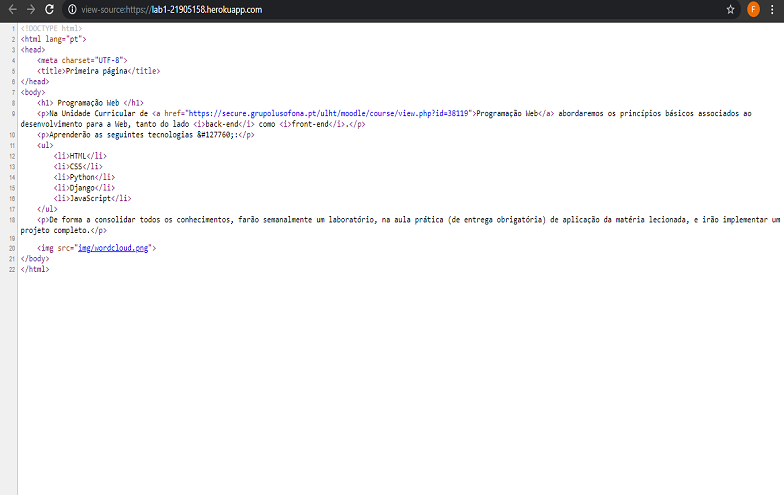 view-source:https://lab1-21905158.herokuapp.com
F
1 <!DOCTYPE html>
2 <html lang="pt">
3 <head>
4 <meta charset="UTF-8">
5 <title>Primeira página</title>
6 </head>
7 <body>
8 <h1> Programação Web </h1>
9 <p>Na Unidade Curricular de <a href="https://secure.grupolusofona.pt/ulht/moodle/course/view.php?id=38119">Programação Web</a> abordaremos os princípios básicos associados ao
desenvolvimento para a Web, tanto do lado <i>back-end</i> como <i>front-end</i>.</p>
10 <p>Aprenderão as seguintes tecnologias &#127760;:</p>
11 <ul>
12 <li>HTML</li>
13 <li>CSS</li>
14 <li>Python</li>
15 <li>Django</li>
16 <li>JavaScript</li>
17 </ul>
18 <p>De forma a consolidar todos os conhecimentos, farão semanalmente um laboratório, na aula prática (de entrega obrigatória) de aplicação da matéria lecionada, e irão implementar um
projeto completo.</p>
19
20 <img src="img/wordcloud.png">
21 </body>
22 </html>